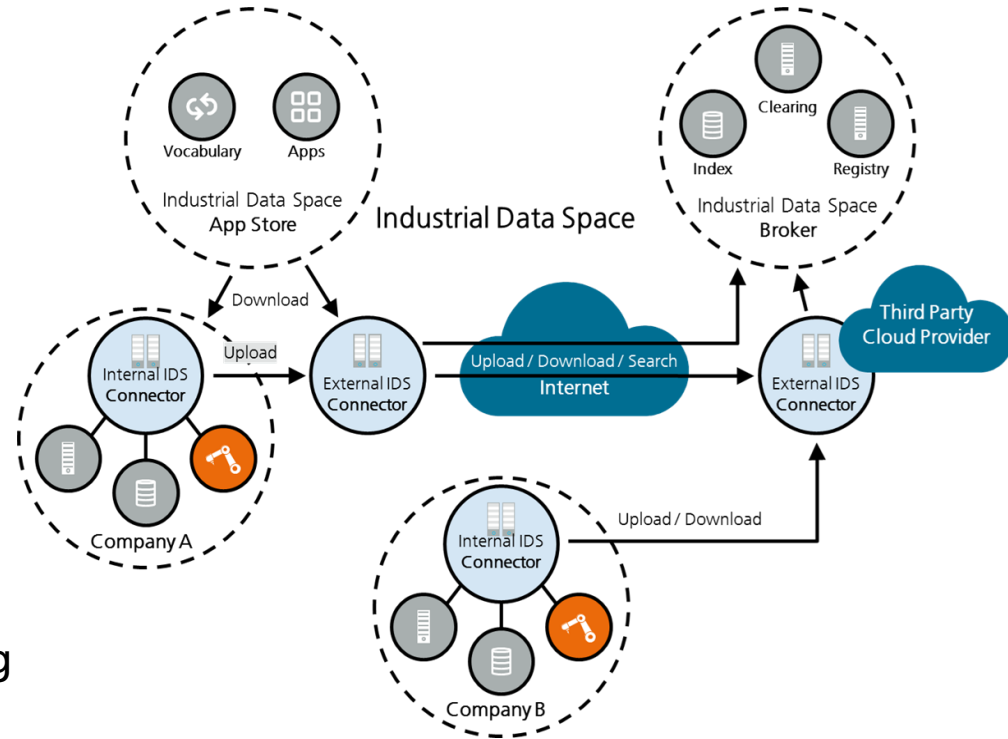 Vocabulary
Apps
Industrial Data Space
App Store
Clearing
Index
Registry
Industrial Data Space
Broker
Industrial Data Space
Download
Internal IDS
Connector
Upload
External IDS
Connector
Upload / Download / Search
Internet
External IDS
Connector
Third Party
Cloud Provider
Company A
Internal IDS
Connector
Upload / Download
Company B
g